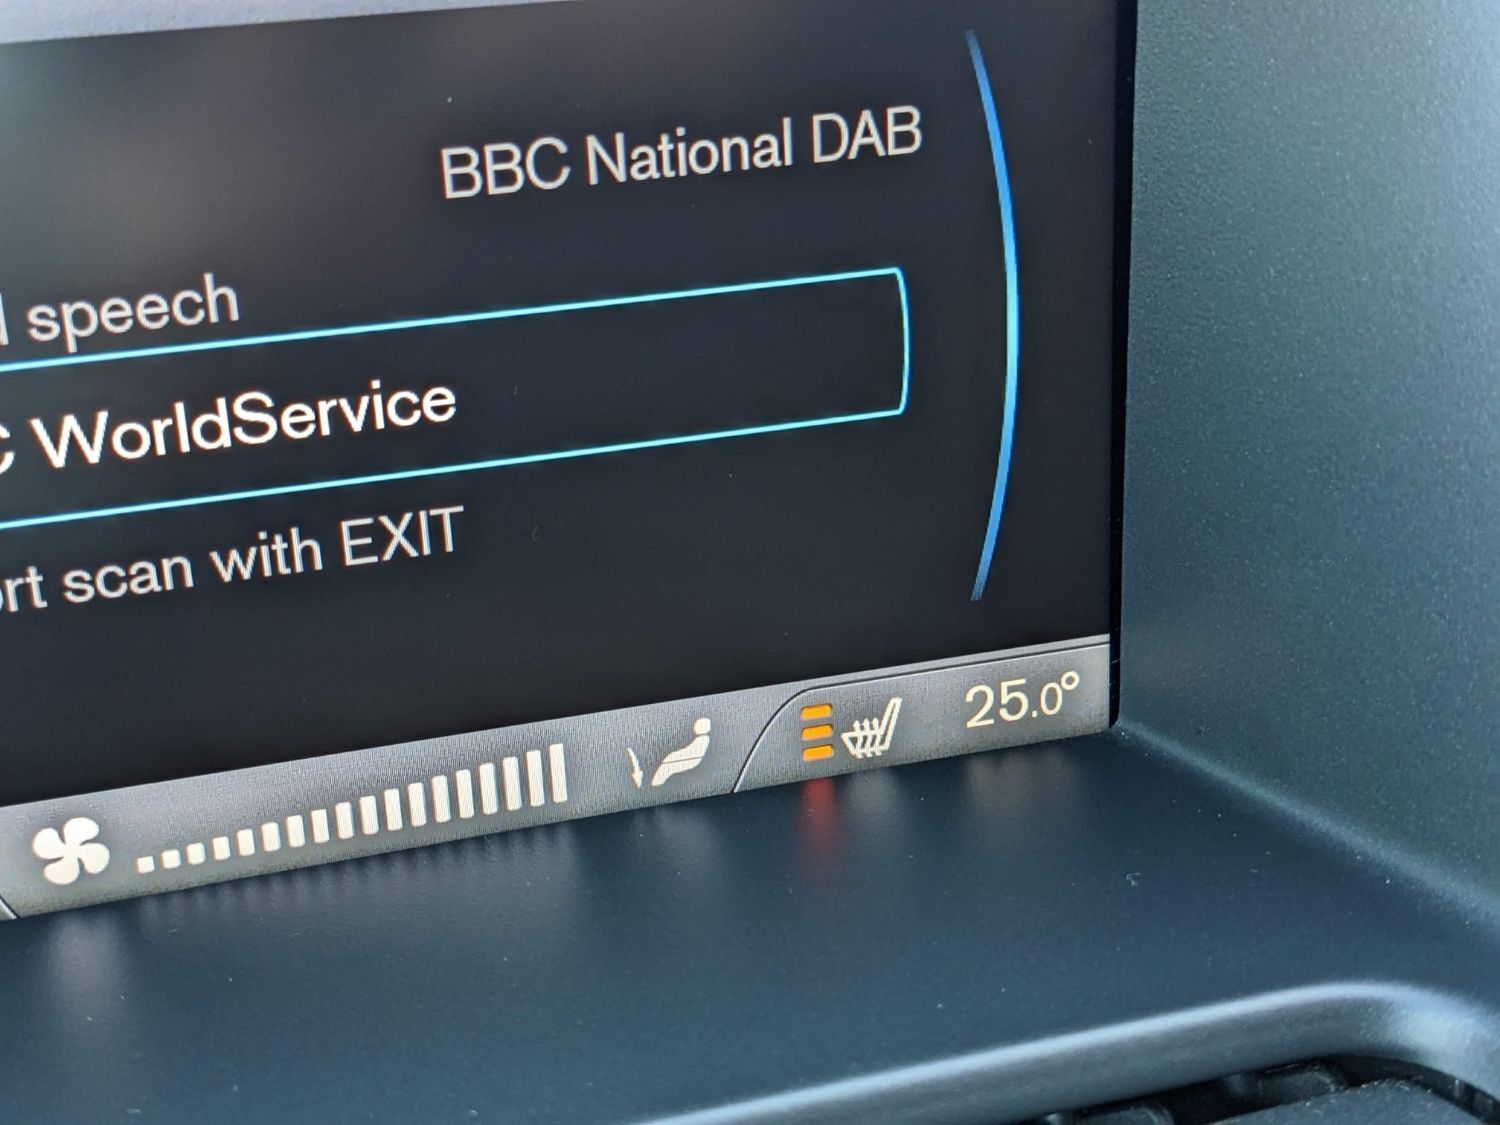 BBC National DAB
speech
WorldService
scan with EXIT
25.0°